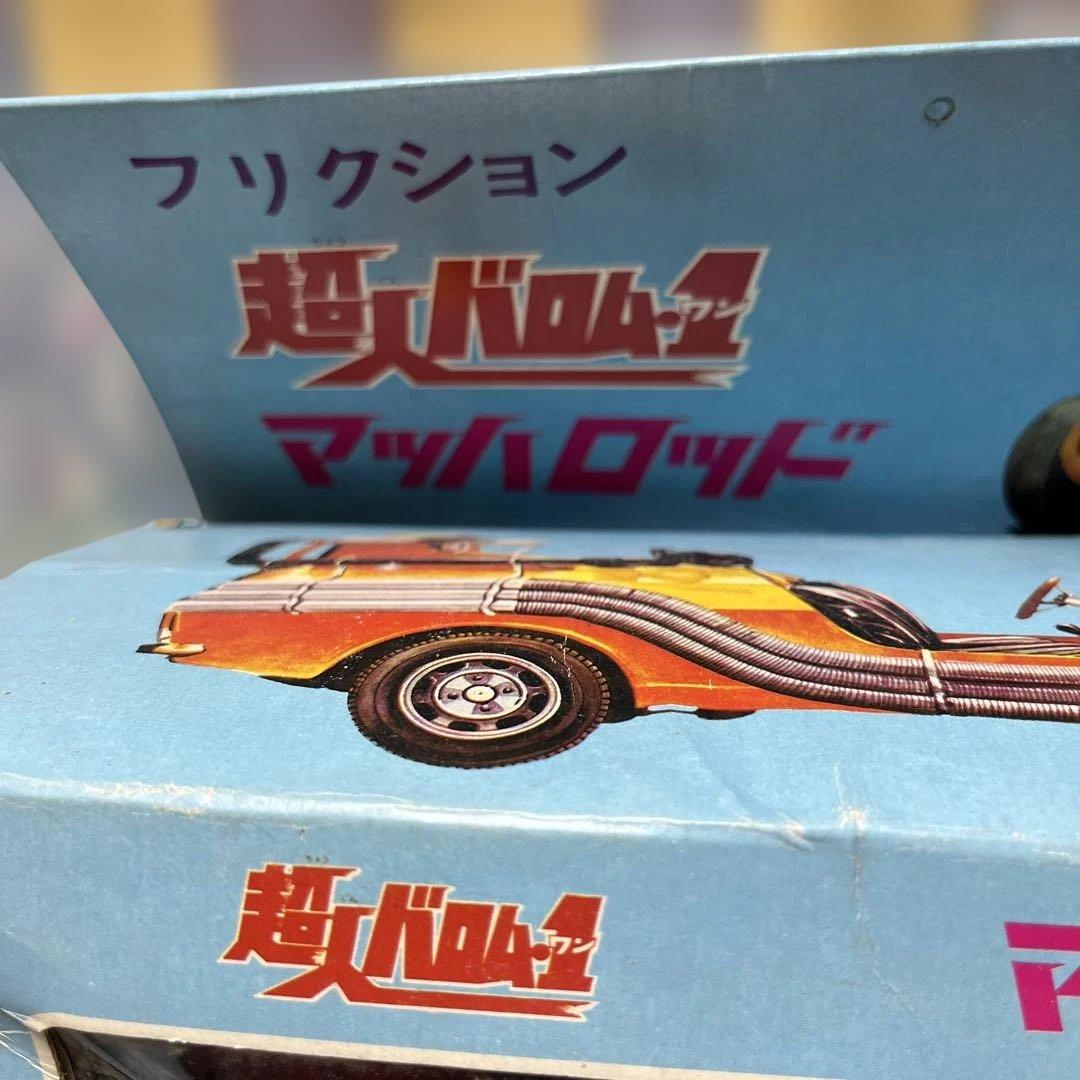 フリクション
超人バロム・1
ワン
マッハロッド
超人バロム・1
ワン
マ